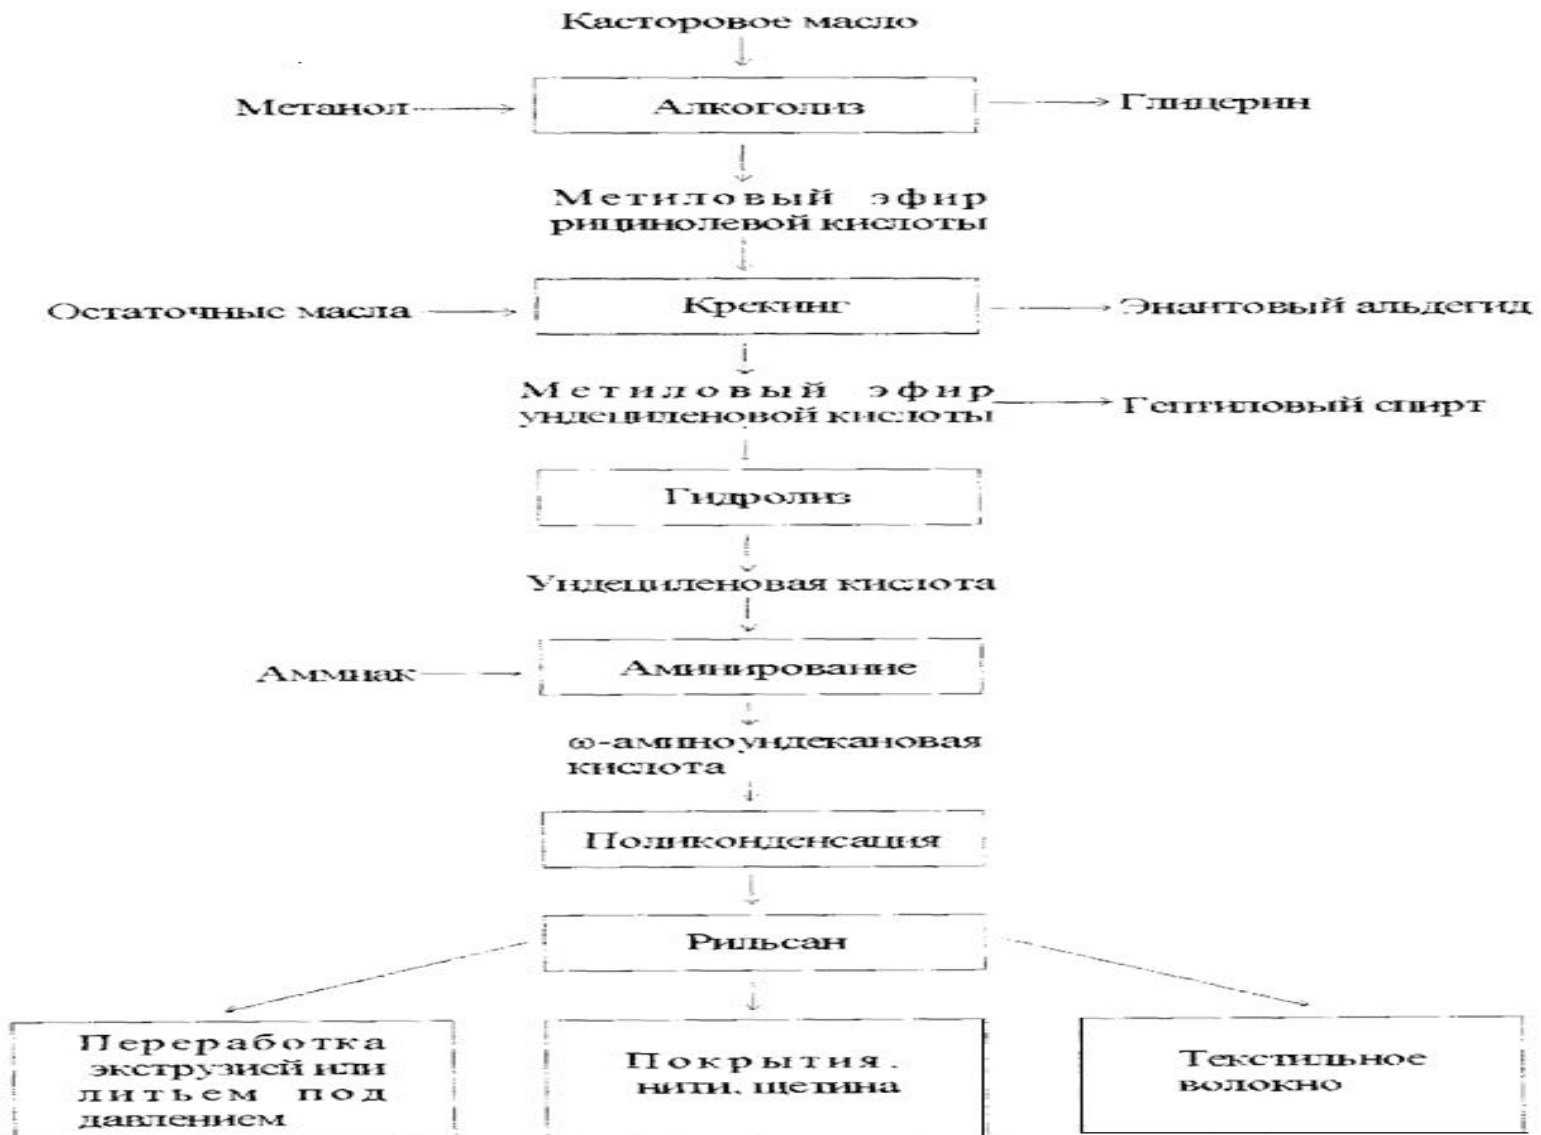 Касторовое масло
Метанол
Алкоголиз
Глицерин
Метиловый эфир
рицинолевой кислоты
Остаточные масла
Крекинг
Энантовый альдегид
Метиловый эфир
ундециленовой кислоты
Гептиловый спирт
Гидролиз
Ундециленовая кислота
Аммиак
Аминирование
ω-аминоундекановая
кислота
Поликонденсация
Рильсан
Переработка
экструзией или
литьем под
давлением
Покрытия,
нити, щетина
Текстильное
волокно